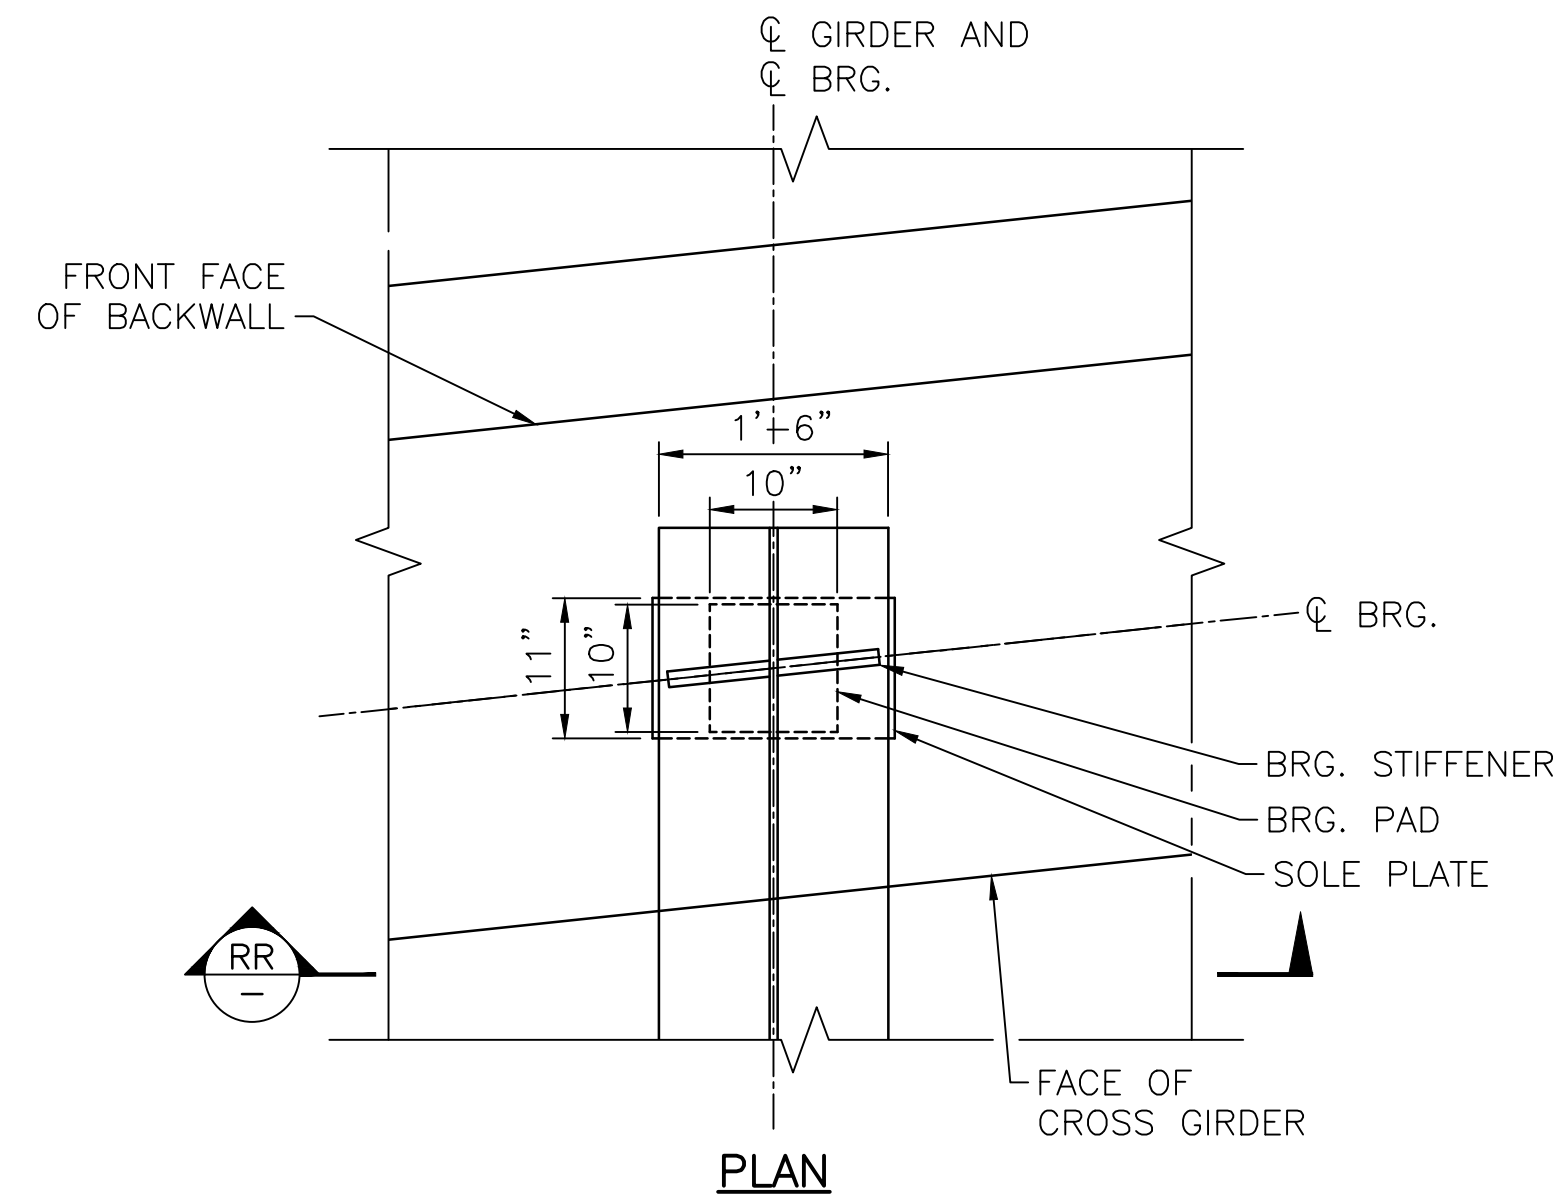 ℄ GIRDER AND
℄ BRG.
FRONT FACE
OF BACKWALL
1'-6"
10"
11"
10"
℄ BRG.
BRG. STIFFENER
BRG. PAD
SOLE PLATE
RR
–
FACE OF
CROSS GIRDER
PLAN